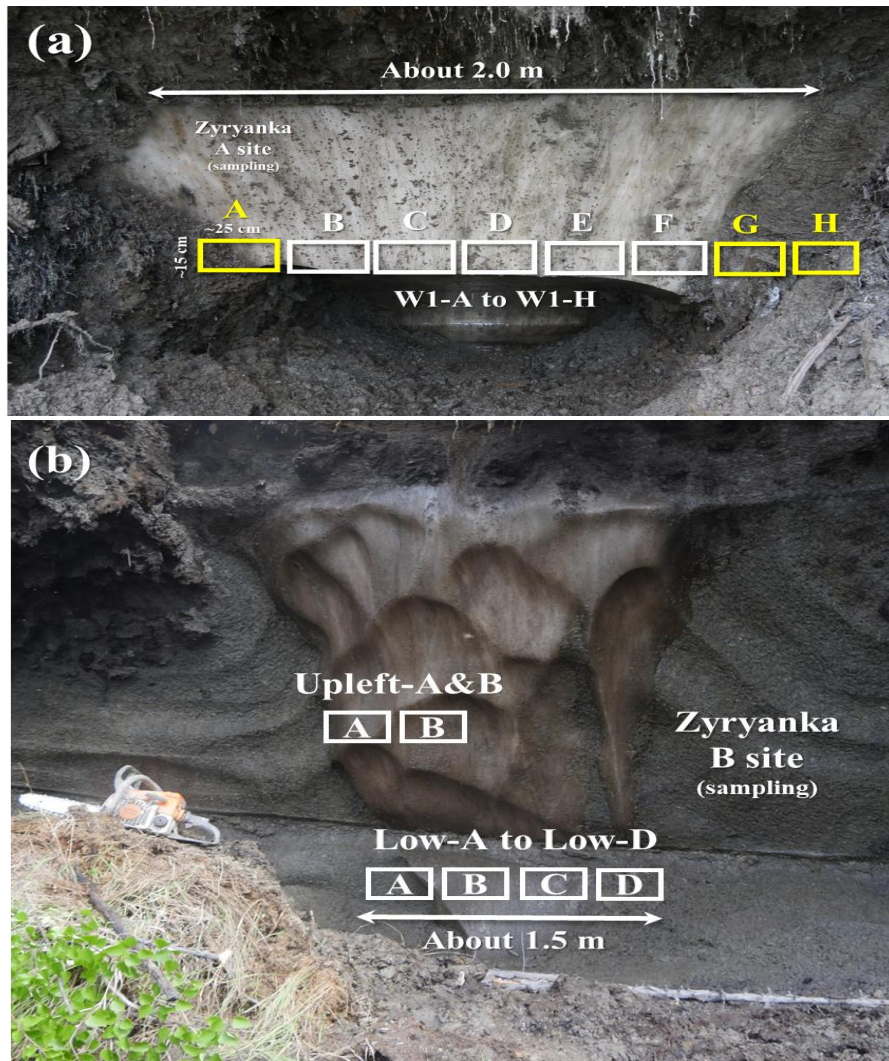 (a)
About 2.0 m
Zyryanka
A site
(sampling)
A B C D E F G H
~25 cm
~15 cm
W1-A to W1-H
(b)
Upleft-A&B
A B
Zyryanka
B site
(sampling)
Low-A to Low-D
A B C D
About 1.5 m